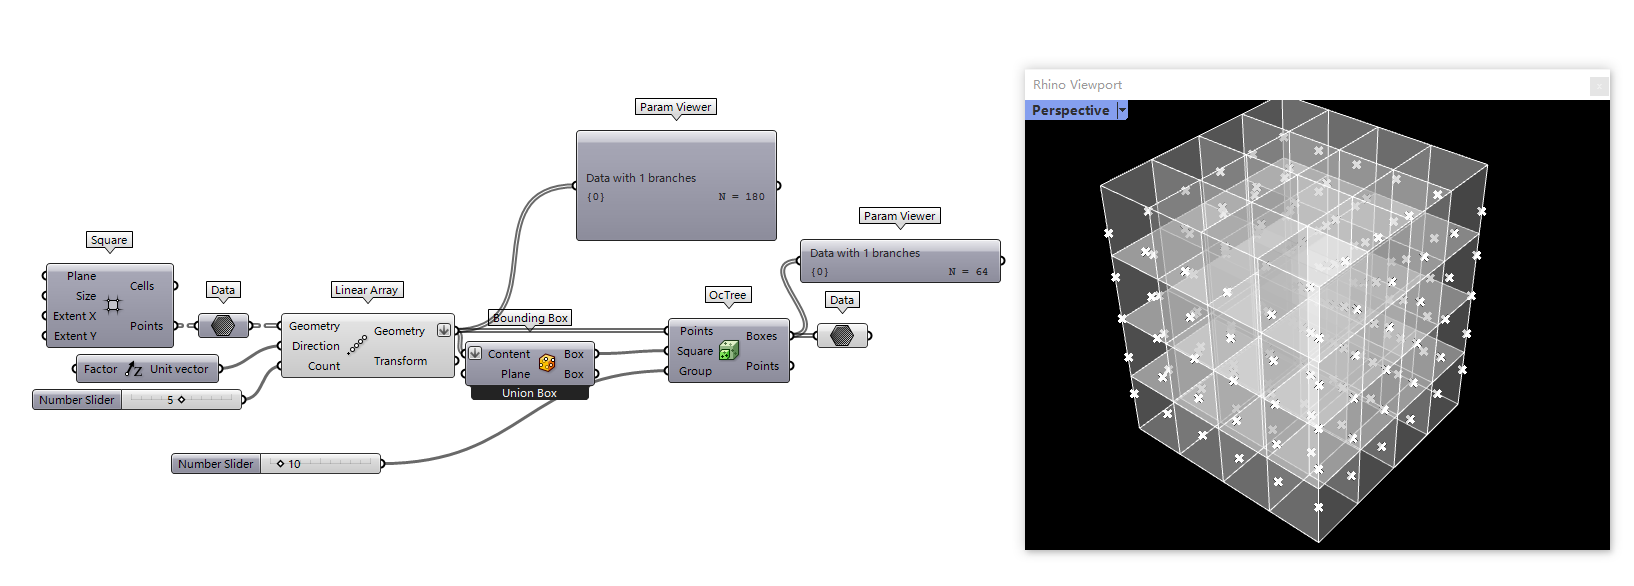 Rhino Viewport
Perspective
Param Viewer
Data with 1 branches
{0} N = 180
Param Viewer
Data with 1 branches
{0} N = 64
Square
Plane
Size
Extent X
Extent Y
Cells
Points
Data
Linear Array
Geometry
Direction
Count
Geometry
Transform
Factor Unit vector
Number Slider 5
Bounding Box
Content Box
Plane Box
Union Box
OcTree
Points
Square
Group
Boxes
Points
Data
Number Slider 10